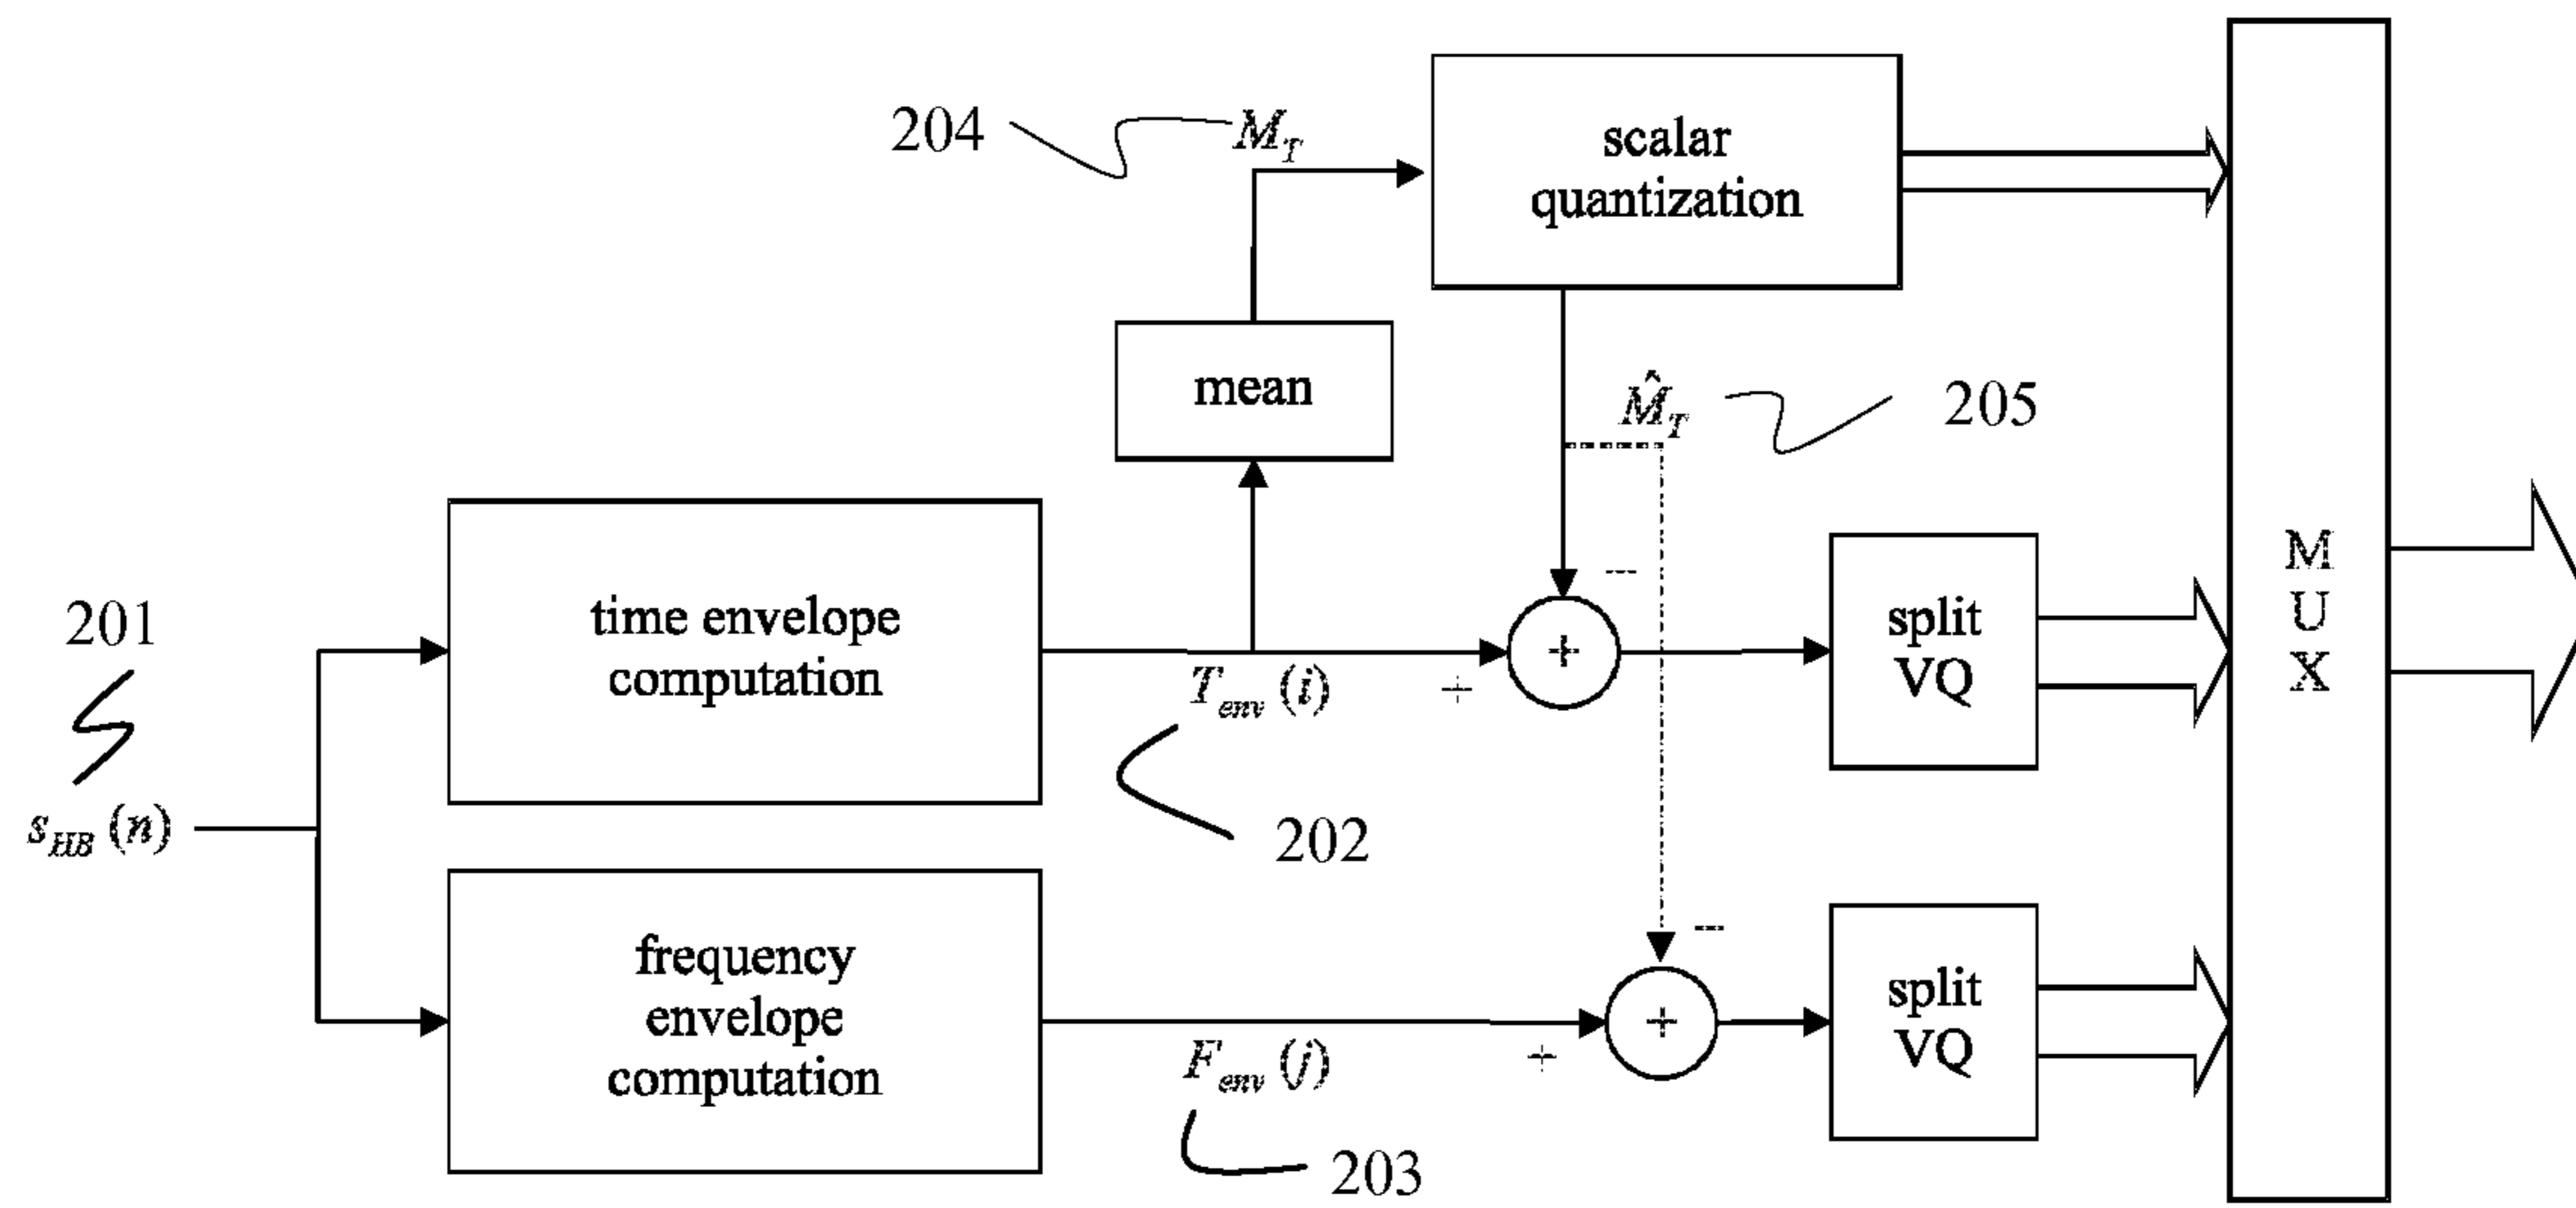 204
M_T
scalar
quantization
mean
M̂_T
205
201
time envelope
computation
+
split
VQ
M
U
X
T_env (i)
+
---
s_HB (n)
202
frequency
envelope
computation
+
split
VQ
F_env (j)
+
---
203